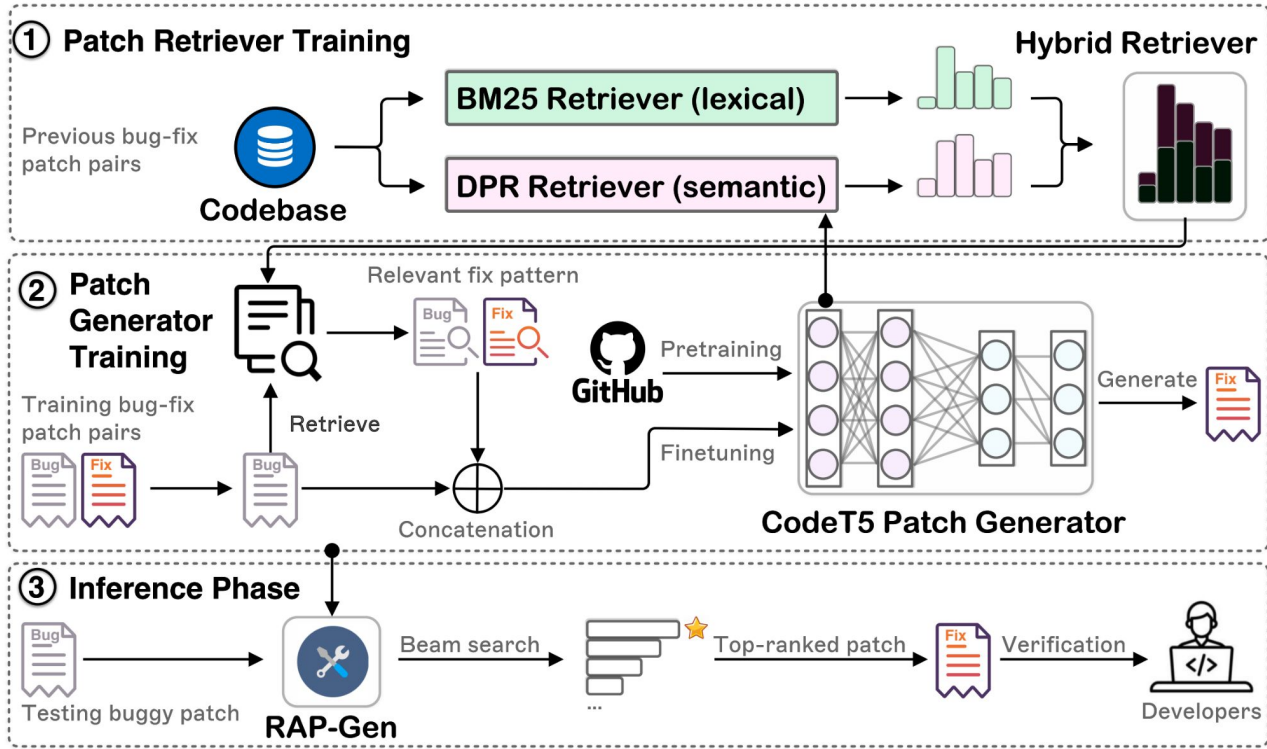 ① Patch Retriever Training
Hybrid Retriever
BM25 Retriever (lexical)
Previous bug-fix
patch pairs
DPR Retriever (semantic)
Codebase
② Patch
Generator
Training
Relevant fix pattern
Bug
Fix
GitHub
Pretraining
Generate
Fix
Training bug-fix
patch pairs
Retrieve
Bug
Fix
Bug
Finetuning
Concatenation
CodeT5 Patch Generator
③ Inference Phase
Bug
Beam search
Top-ranked patch
Fix
Verification
</>
...
Testing buggy patch
RAP-Gen
Developers